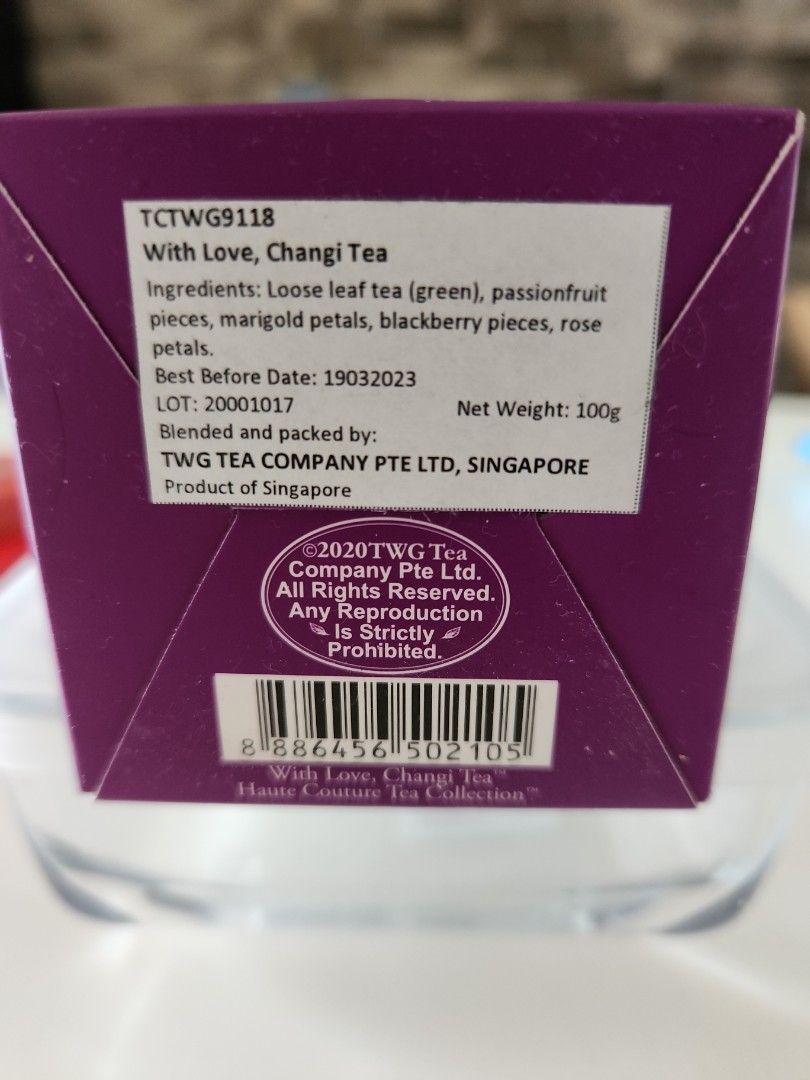 TCTWG9118
With Love, Changi Tea
Ingredients: Loose leaf tea (green), passionfruit
pieces, marigold petals, blackberry pieces, rose
petals.
Best Before Date: 19032023
LOT: 20001017 Net Weight: 100g
Blended and packed by:
TWG TEA COMPANY PTE LTD, SINGAPORE
Product of Singapore
©2020TWG Tea
Company Pte Ltd.
All Rights Reserved.
Any Reproduction
Is Strictly
Prohibited.
8 886456 502105
With Love, Changi Tea™
Haute Couture Tea Collection™